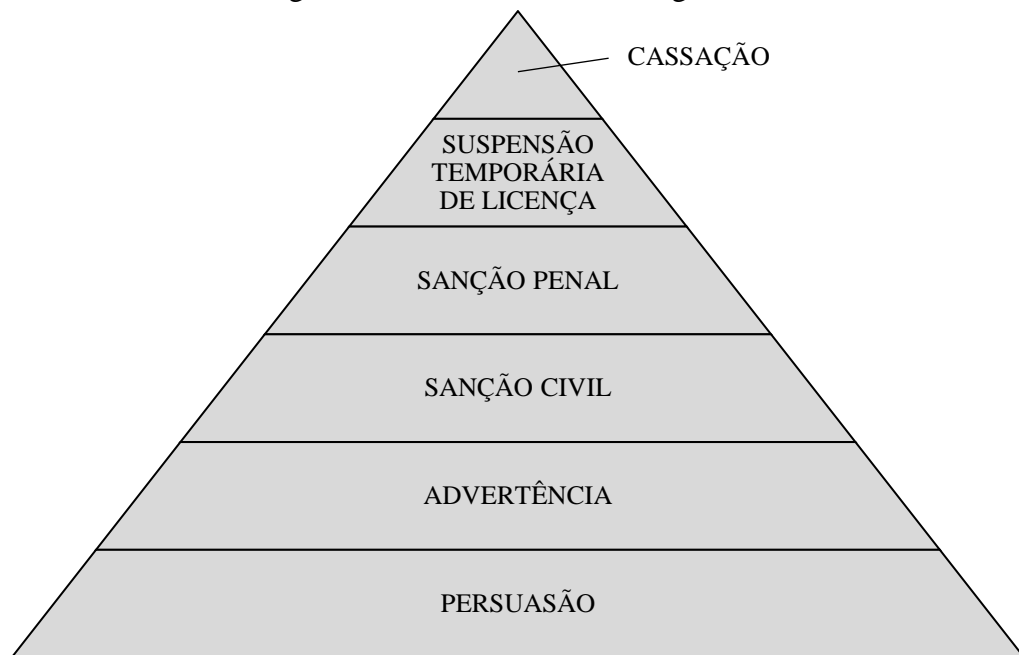 CASSAÇÃO
SUSPENSÃO
TEMPORÁRIA
DE LICENÇA
SANÇÃO PENAL
SANÇÃO CIVIL
ADVERTÊNCIA
PERSUASÃO